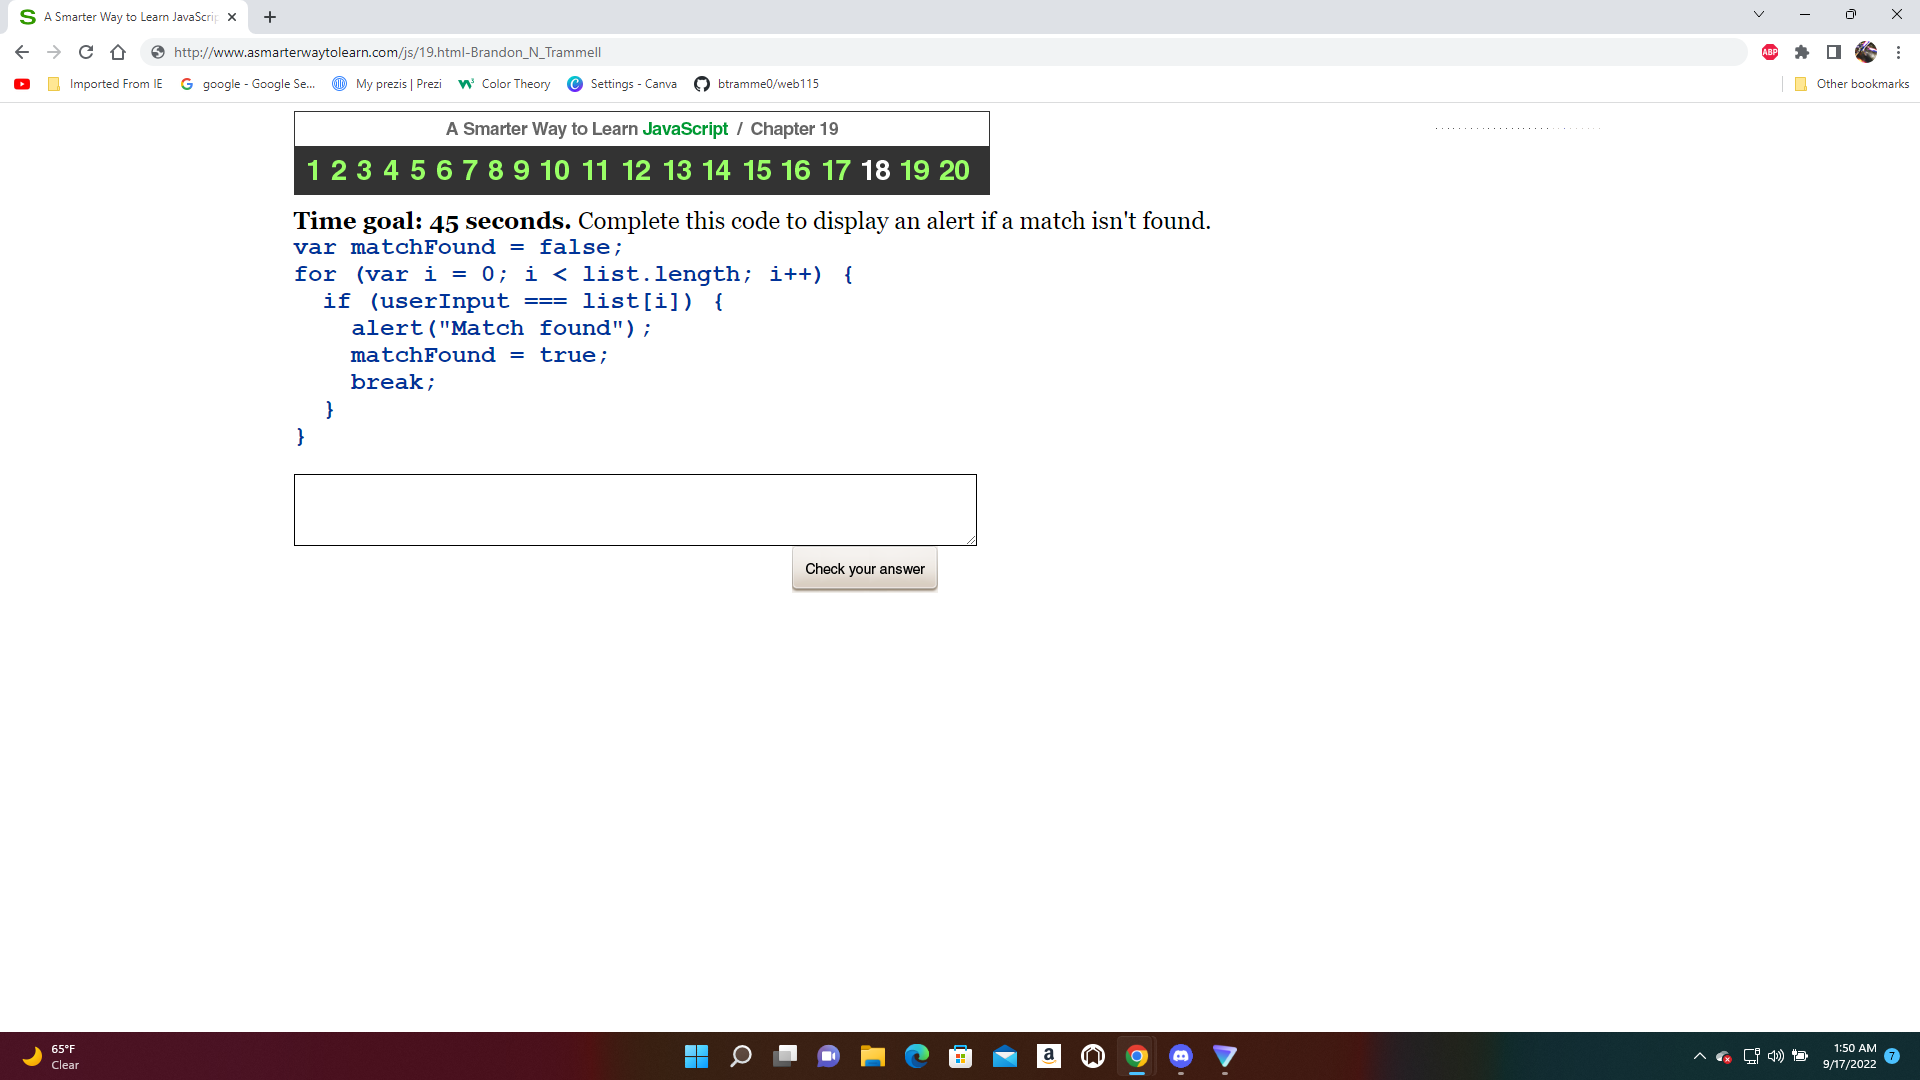 A Smarter Way to Learn JavaScrip
http://www.asmarterwaytolearn.com/js/19.html-Brandon_N_Trammell
ABP
Imported From IE
google - Google Se...
My prezis | Prezi
Color Theory
Settings - Canva
btramme0/web115
Other bookmarks
A Smarter Way to Learn JavaScript / Chapter 19
1 2 3 4 5 6 7 8 9 10 11 12 13 14 15 16 17 18 19 20
Time goal: 45 seconds. Complete this code to display an alert if a match isn't found.
var matchFound = false;
for (var i = 0; i < list.length; i++) {
if (userInput === list[i]) {
alert("Match found");
matchFound = true;
break;
}
}
Check your answer
65°F
Clear
1:50 AM
9/17/2022
7